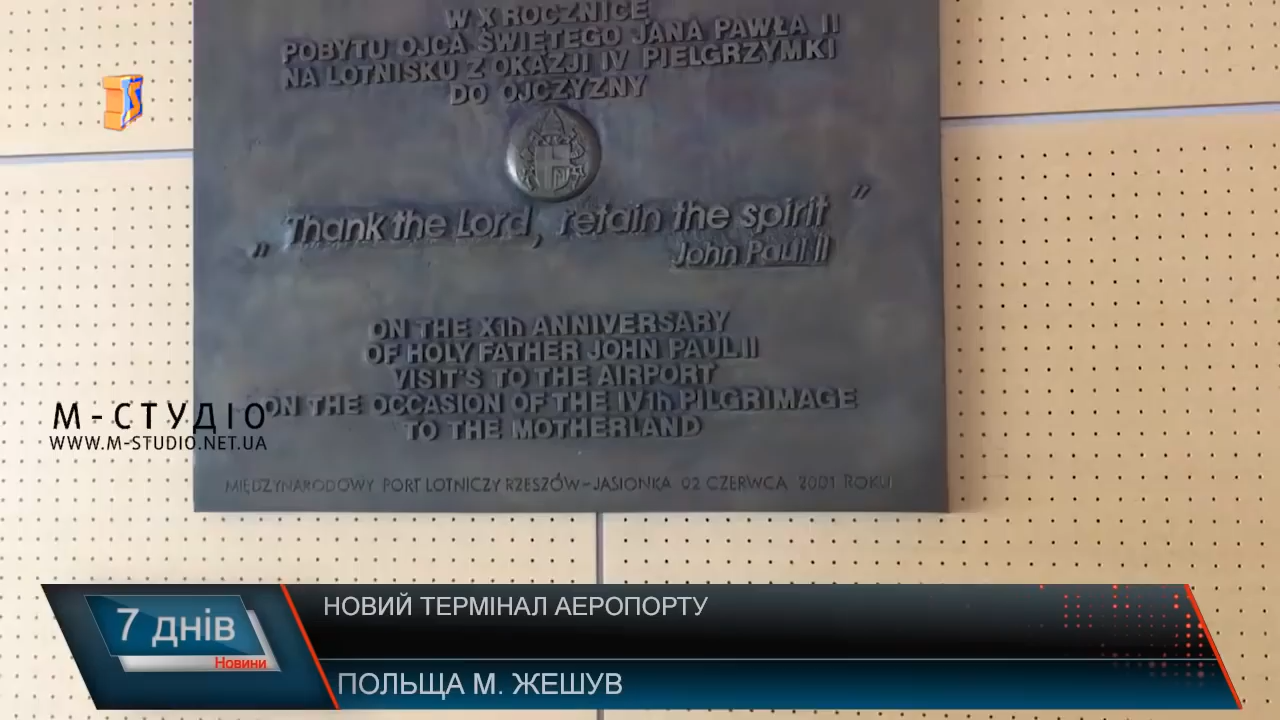 W X ROCZNICĘ
POBYTU OJCA ŚWIĘTEGO JANA PAWŁA II
NA LOTNISKU Z OKAZJI IV PIELGRZYMKI
DO OJCZYZNY
„Thank the Lord, retain the spirit”
John Paul II
ON THE Xth ANNIVERSARY
OF HOLY FATHER JOHN PAUL II
VISIT'S TO THE AIRPORT
ON THE OCCASION OF THE IVth PILGRIMAGE
TO THE MOTHERLAND
MIĘDZYNARODOWY PORT LOTNICZY RZESZÓW-JASIONKA 02 CZERWCA 2001 ROKU
М-СТУДІО
WWW.M-STUDIO.NET.UA
7 днів
Новини
НОВИЙ ТЕРМІНАЛ АЕРОПОРТУ
ПОЛЬЩА М. ЖЕШУВ